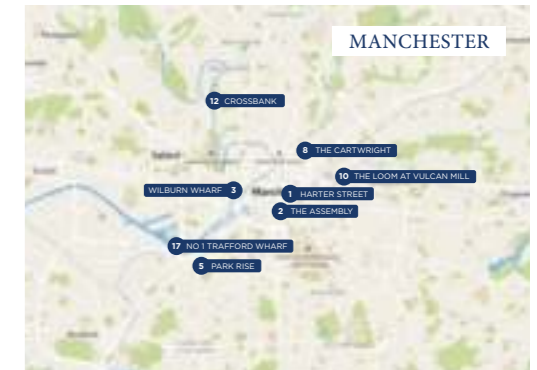 MANCHESTER
12 CROSSBANK
8 THE CARTWRIGHT
10 THE LOOM AT VULCAN MILL
WILBURN WHARF 3
1 HARTER STREET
2 THE ASSEMBLY
17 NO 1 TRAFFORD WHARF
5 PARK RISE